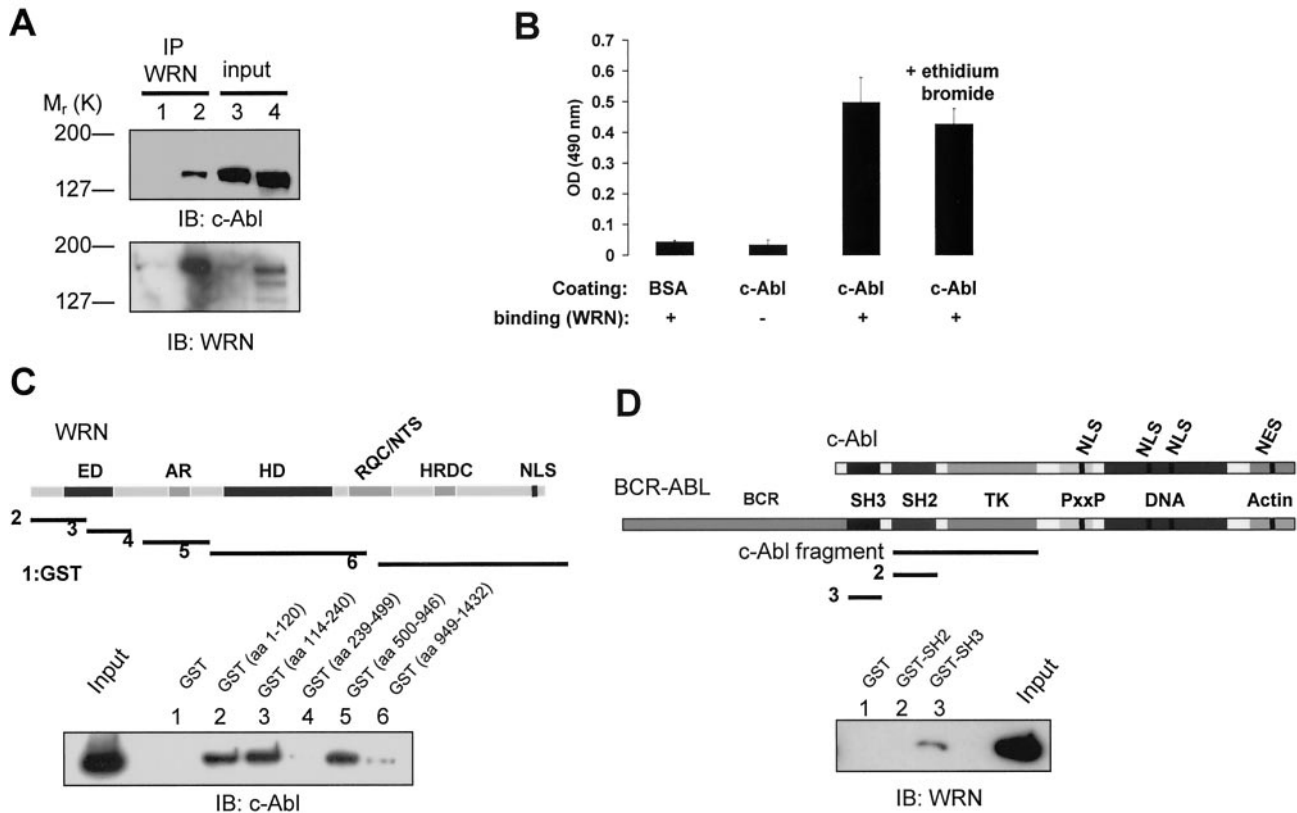 A
IP
WRN
input
Mr (K)
1 2 3 4
200
127
IB: c-Abl
200
127
IB: WRN
B
0.7
0.6
0.5
0.4
0.3
0.2
0.1
0
OD (490 nm)
+ ethidium
bromide
Coating: BSA c-Abl c-Abl c-Abl
binding (WRN): + - + +
C
WRN
ED AR HD RQC/NTS HRDC NLS
2
3
4
5
6
1:GST
Input
GST
GST (aa 1-120)
GST (aa 114-240)
GST (aa 239-499)
GST (aa 500-946)
GST (aa 949-1432)
1 2 3 4 5 6
IB: c-Abl
D
c-Abl
NLS NLS NLS NES
BCR-ABL
BCR SH3 SH2 TK PxxP DNA Actin
c-Abl fragment
2
3
GST
GST-SH2
GST-SH3
Input
1 2 3
IB: WRN